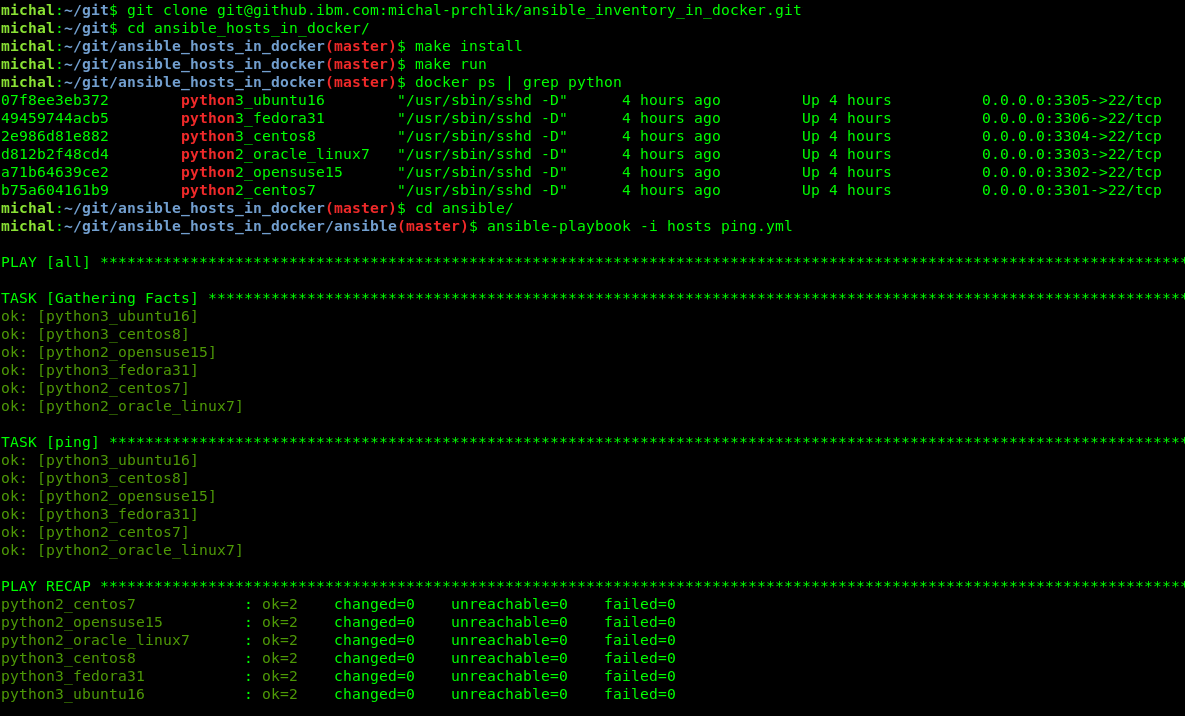 michal:~/git$ git clone git@github.ibm.com:michal-prchlik/ansible_inventory_in_docker.git
michal:~/git$ cd ansible_hosts_in_docker/
michal:~/git/ansible_hosts_in_docker(master)$ make install
michal:~/git/ansible_hosts_in_docker(master)$ make run
michal:~/git/ansible_hosts_in_docker(master)$ docker ps | grep python
07f8ee3eb372        python3_ubuntu16        "/usr/sbin/sshd -D"      4 hours ago         Up 4 hours          0.0.0.0:3305->22/tcp
49459744acb5        python3_fedora31        "/usr/sbin/sshd -D"      4 hours ago         Up 4 hours          0.0.0.0:3306->22/tcp
2e986d81e882        python3_centos8         "/usr/sbin/sshd -D"      4 hours ago         Up 4 hours          0.0.0.0:3304->22/tcp
d812b2f48cd4        python2_oracle_linux7   "/usr/sbin/sshd -D"      4 hours ago         Up 4 hours          0.0.0.0:3303->22/tcp
a71b64639ce2        python2_opensuse15      "/usr/sbin/sshd -D"      4 hours ago         Up 4 hours          0.0.0.0:3302->22/tcp
b75a604161b9        python2_centos7         "/usr/sbin/sshd -D"      4 hours ago         Up 4 hours          0.0.0.0:3301->22/tcp
michal:~/git/ansible_hosts_in_docker(master)$ cd ansible/
michal:~/git/ansible_hosts_in_docker/ansible(master)$ ansible-playbook -i hosts ping.yml
PLAY [all] *************************************************************************************************************************
TASK [Gathering Facts] *************************************************************************************************************
ok: [python3_ubuntu16]
ok: [python3_centos8]
ok: [python2_opensuse15]
ok: [python3_fedora31]
ok: [python2_centos7]
ok: [python2_oracle_linux7]
TASK [ping] ************************************************************************************************************************
ok: [python3_ubuntu16]
ok: [python3_centos8]
ok: [python2_opensuse15]
ok: [python3_fedora31]
ok: [python2_centos7]
ok: [python2_oracle_linux7]
PLAY RECAP *************************************************************************************************************************
python2_centos7            : ok=2    changed=0    unreachable=0    failed=0
python2_opensuse15         : ok=2    changed=0    unreachable=0    failed=0
python2_oracle_linux7      : ok=2    changed=0    unreachable=0    failed=0
python3_centos8            : ok=2    changed=0    unreachable=0    failed=0
python3_fedora31           : ok=2    changed=0    unreachable=0    failed=0
python3_ubuntu16           : ok=2    changed=0    unreachable=0    failed=0